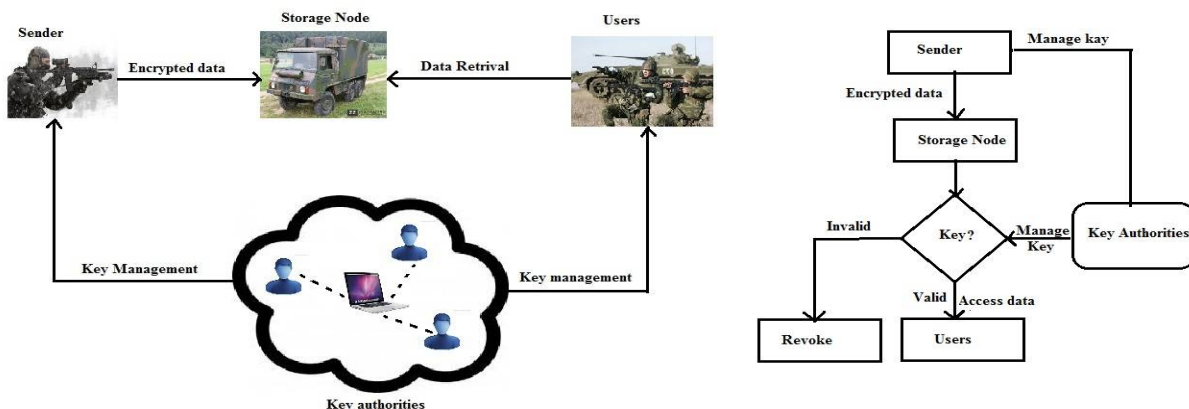 Sender
Storage Node
Users
Encrypted data
Data Retrival
Key Management
Key management
Key authorities
Sender
Manage kay
Encrypted data
Storage Node
Invalid
Key?
Manage
Key
Key Authorities
Valid
Access data
Revoke
Users